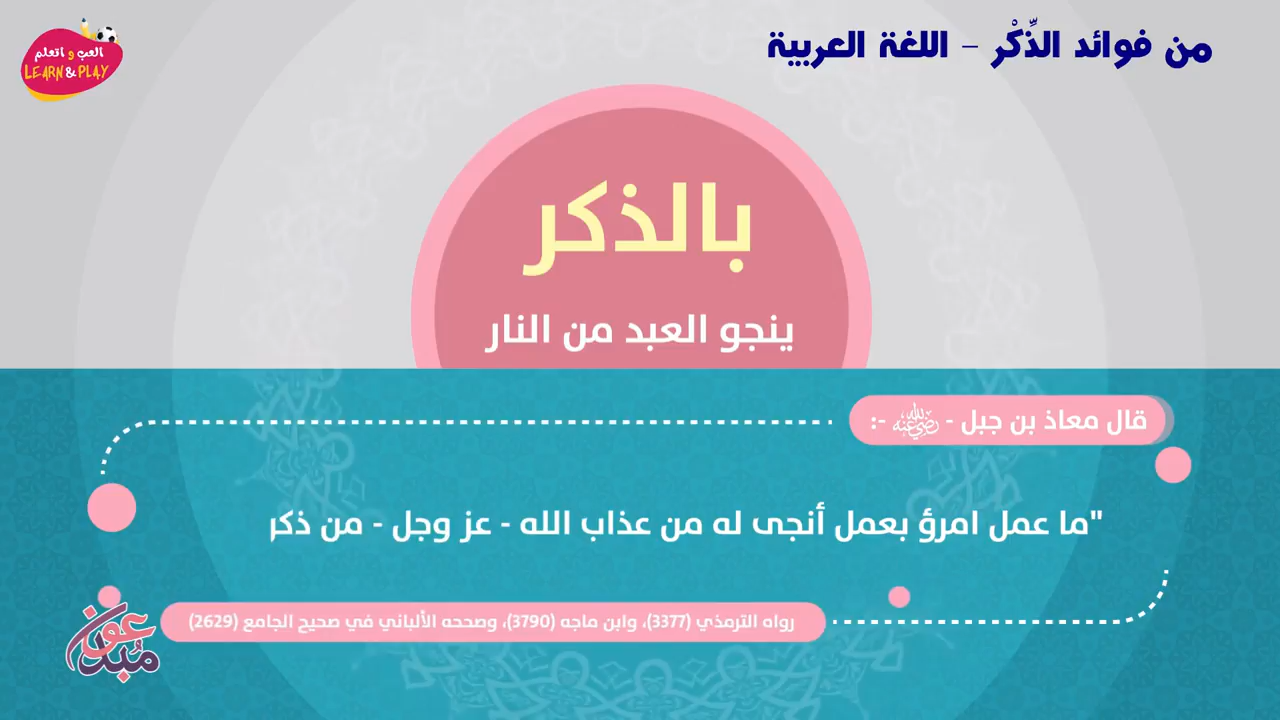 العب و اتعلم
LEARN & PLAY
من فوائد الذِّكْر – اللغة العربية
بالذكر
ينجو العبد من النار
قال معاذ بن جبل - رضي الله عنه -:
"ما عمل امرؤ بعمل أنجى له من عذاب الله - عز وجل - من ذكر
رواه الترمذي (3377)، وابن ماجه (3790)، وصححه الألباني في صحيح الجامع (2629)
مُبدعون